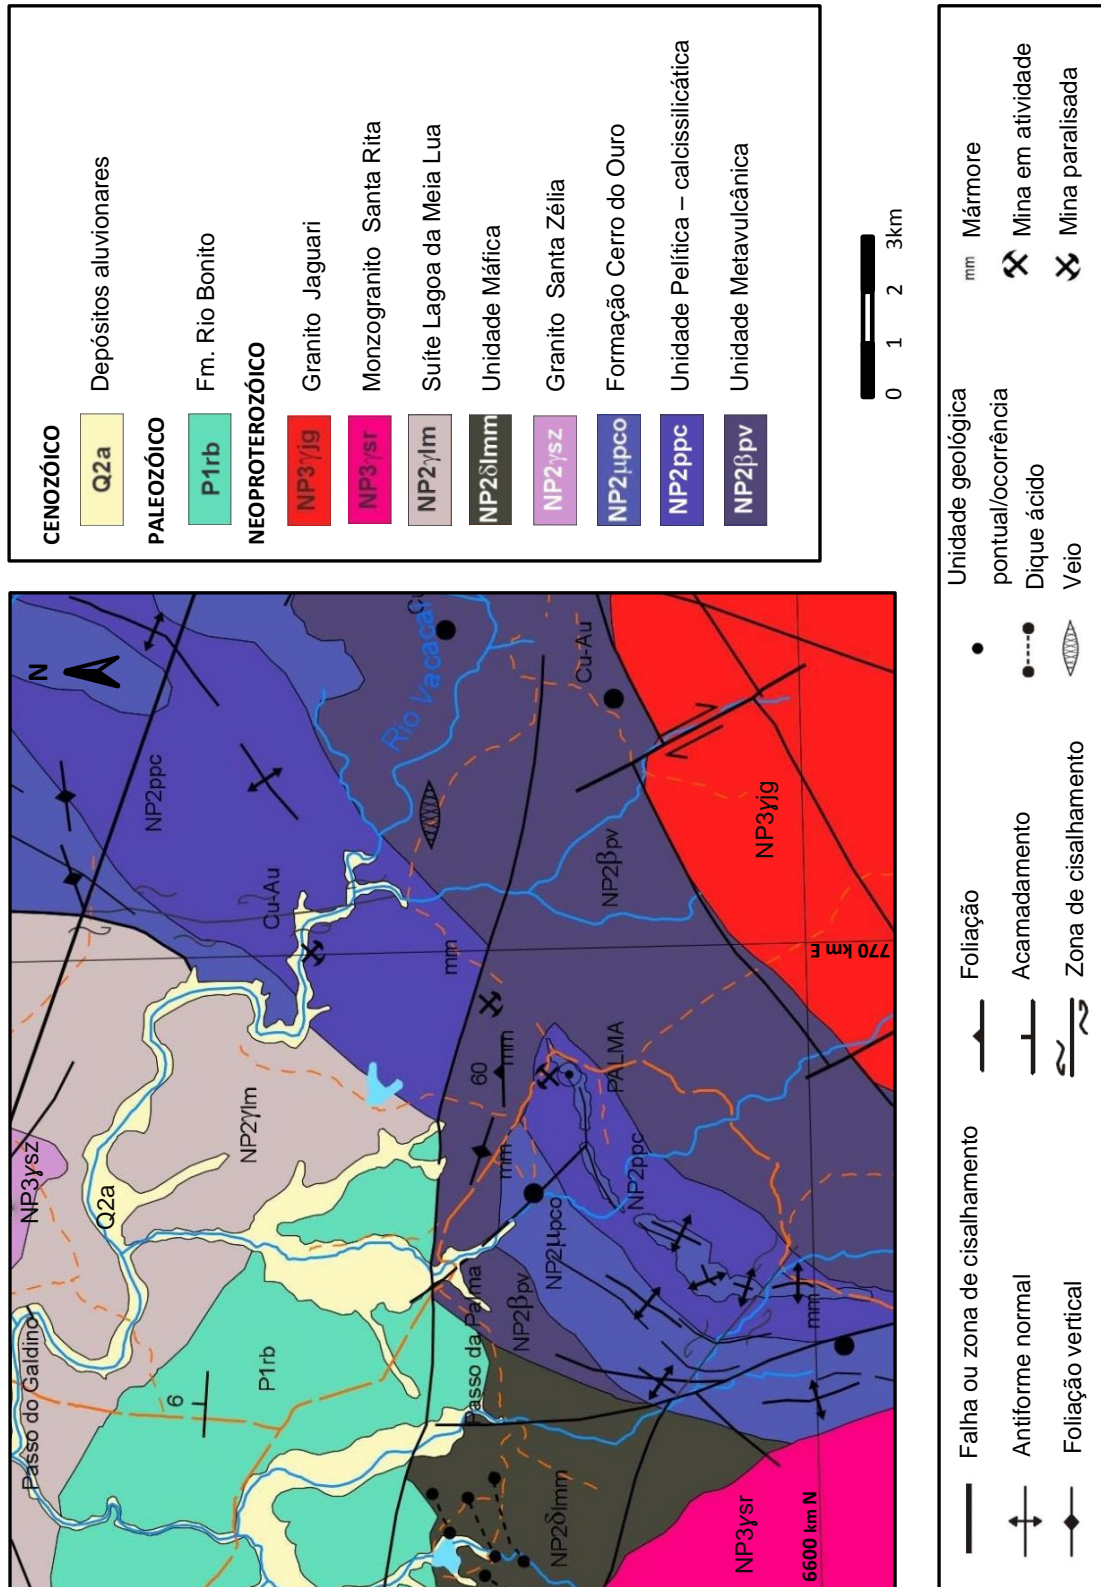 CENOZÓICO
Q2a Depósitos aluvionares
PALEOZÓICO
P1rb Fm. Rio Bonito
NEOPROTEROZÓICO
NP3γjg Granito Jaguari
NP3γsr Monzogranito Santa Rita
NP2γlm Suíte Lagoa da Meia Lua
NP2δlmm Unidade Máfica
NP2γsz Granito Santa Zélia
NP2μpco Formação Cerro do Ouro
NP2ppc Unidade Pelítica – calcissilicática
NP2βpv Unidade Metavulcânica
0 1 2 3km
N
Passo do Galdino
NP3γsz
Q2a
NP2γlm
NP2ppc
6
P1rb
Cu-Au
Rio Vacacaí
Cu
mm
Passo da Palma
NP2βpv
mm
60
mm
NP2μpco
NP2ppc
PALMA
NP2βpv
Cu-Au
NP2δlmm
mm
NP3γsr
6600 km N
770 km E
NP3γjg
Falha ou zona de cisalhamento
Antiforme normal
Foliação vertical
Foliação
Acamadamento
Zona de cisalhamento
Unidade geológica
pontual/ocorrência
Dique ácido
Veio
mm Mármore
Mina em atividade
Mina paralisada